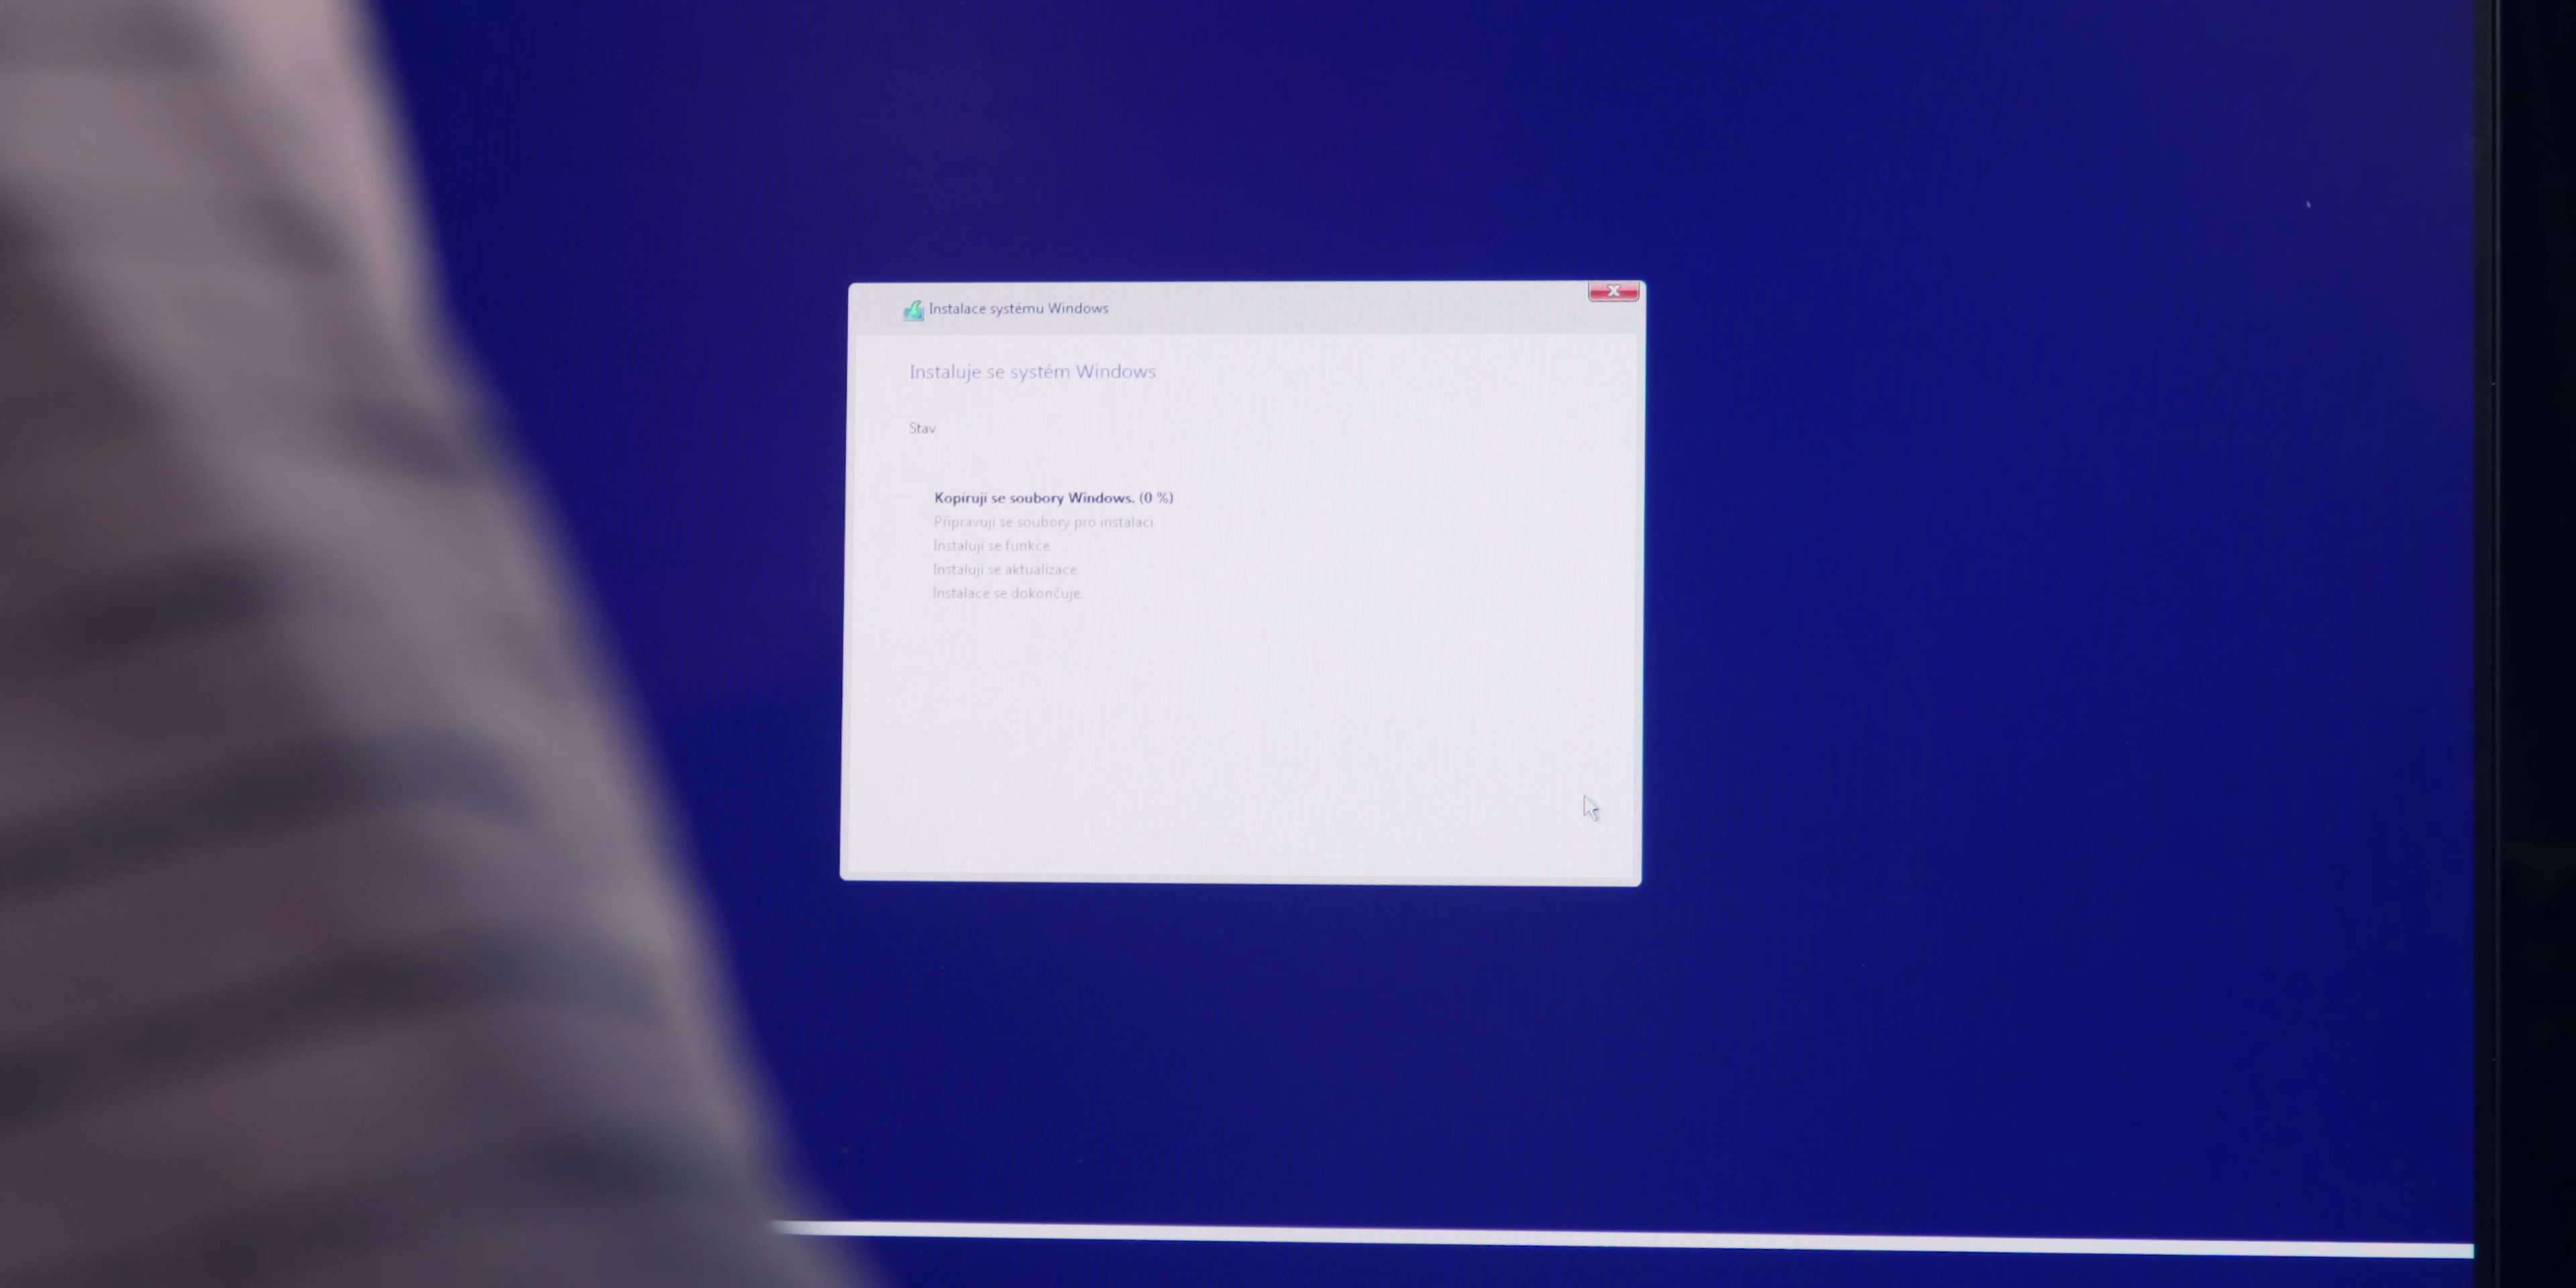 Instalace systému Windows
Instaluje se systém Windows
Stav
Kopírují se soubory Windows. (0 %)
Připravují se soubory pro instalaci.
Instalují se funkce.
Instalují se aktualizace.
Instalace se dokončuje.